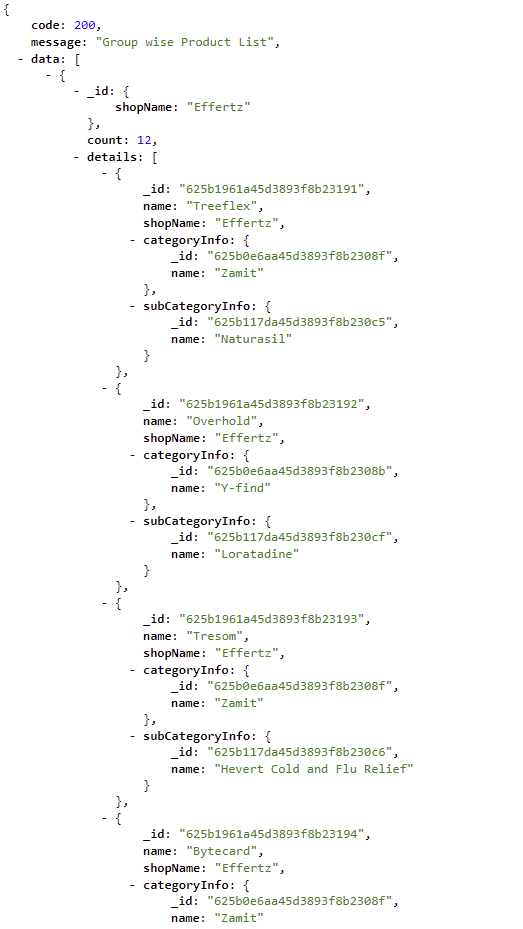 {
code: 200,
message: "Group wise Product List",
- data: [
- {
- _id: {
shopName: "Effertz"
},
count: 12,
- details: [
- {
_id: "625b1961a45d3893f8b23191",
name: "Treeflex",
shopName: "Effertz",
- categoryInfo: {
_id: "625b0e6aa45d3893f8b2308f",
name: "Zamit"
},
- subCategoryInfo: {
_id: "625b117da45d3893f8b230c5",
name: "Naturasil"
}
},
- {
_id: "625b1961a45d3893f8b23192",
name: "Overhold",
shopName: "Effertz",
- categoryInfo: {
_id: "625b0e6aa45d3893f8b2308b",
name: "Y-find"
},
- subCategoryInfo: {
_id: "625b117da45d3893f8b230cf",
name: "Loratadine"
}
},
- {
_id: "625b1961a45d3893f8b23193",
name: "Tresom",
shopName: "Effertz",
- categoryInfo: {
_id: "625b0e6aa45d3893f8b2308f",
name: "Zamit"
},
- subCategoryInfo: {
_id: "625b117da45d3893f8b230c6",
name: "Hevert Cold and Flu Relief"
}
},
- {
_id: "625b1961a45d3893f8b23194",
name: "Bytecard",
shopName: "Effertz",
- categoryInfo: {
_id: "625b0e6aa45d3893f8b2308f",
name: "Zamit"